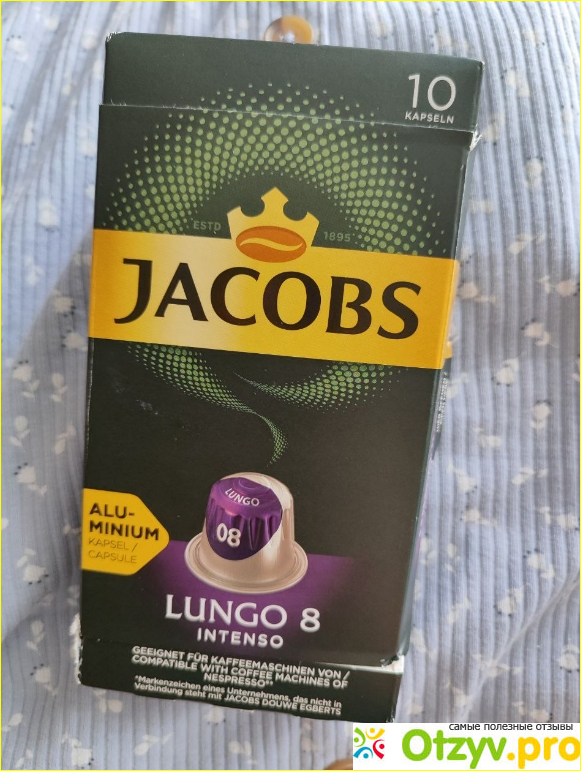 10
KAPSELN
ESTD
1895
JACOBS
ALU-
MINIUM
KAPSEL /
CAPSULE
LUNGO
08
LUNGO 8
INTENSO
GEEIGNET FÜR KAFFEEMASCHINEN VON /
COMPATIBLE WITH COFFEE MACHINES OF
NESPRESSO®*
*Markenzeichen eines Unternehmens, das nicht in
Verbindung steht mit JACOBS DOUWE EGBERTS
самые полезные отзывы
Otzyv.pro